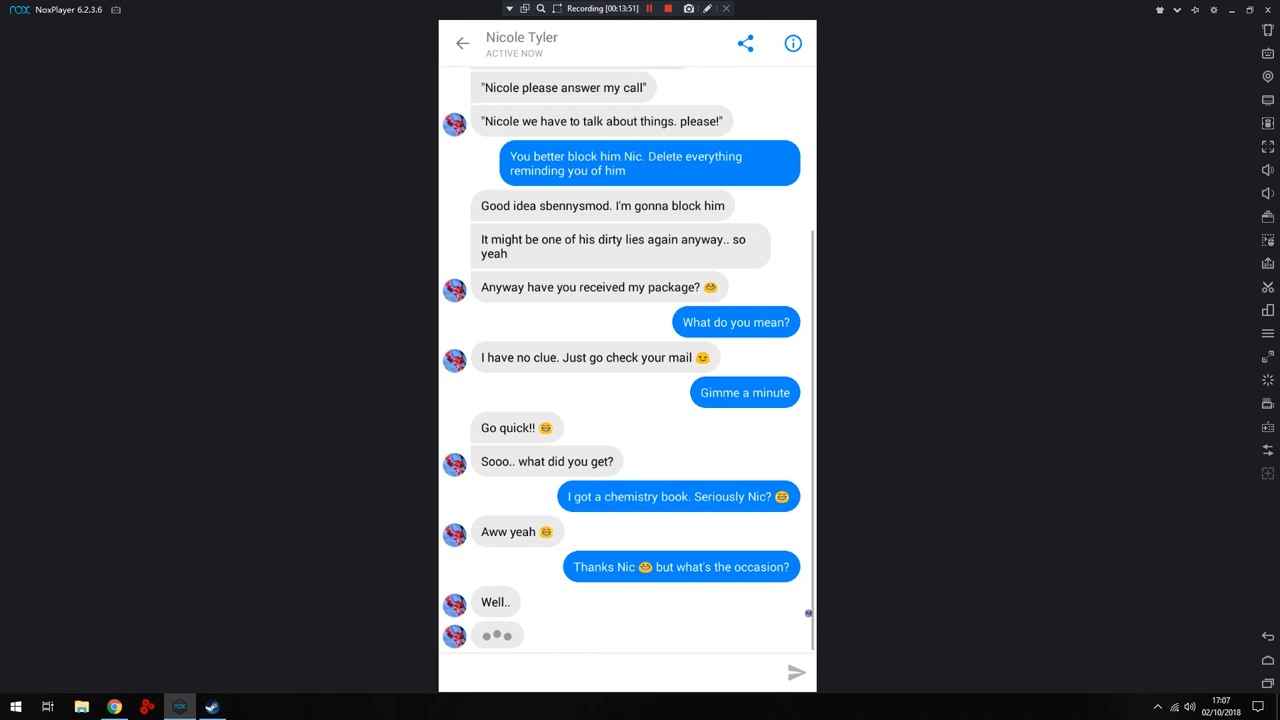 NoxPlayer 6.2.3.6
Recording [00:13:51]
Nicole Tyler
ACTIVE NOW
"Nicole please answer my call"
"Nicole we have to talk about things. please!"
You better block him Nic. Delete everything
reminding you of him
Good idea sbennysmod. I'm gonna block him
It might be one of his dirty lies again anyway.. so
yeah
Anyway have you received my package? 😁
What do you mean?
I have no clue. Just go check your mail 😉
Gimme a minute
Go quick!! 😄
Sooo.. what did you get?
I got a chemistry book. Seriously Nic? 😄
Aww yeah 😄
Thanks Nic 😁 but what's the occasion?
Well..
17:07
02/10/2018